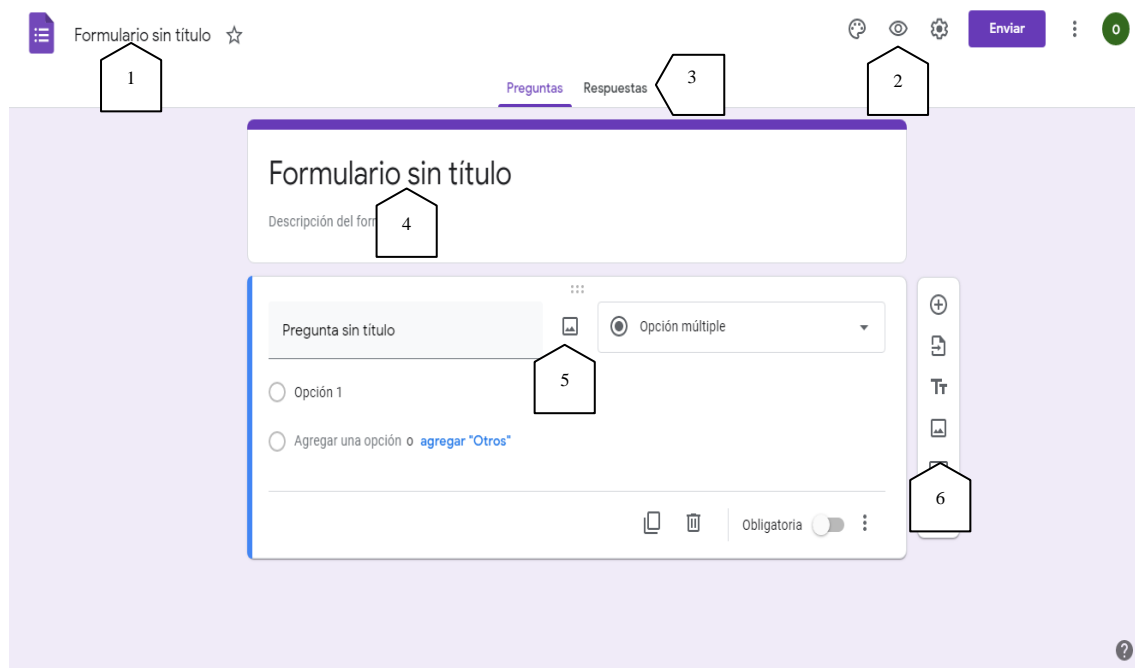 Formulario sin título
Enviar
O
1
2
3
Preguntas Respuestas
Formulario sin título
Descripción del
4
Pregunta sin título
Opción múltiple
5
Opción 1
Agregar una opción o agregar "Otros"
6
Obligatoria